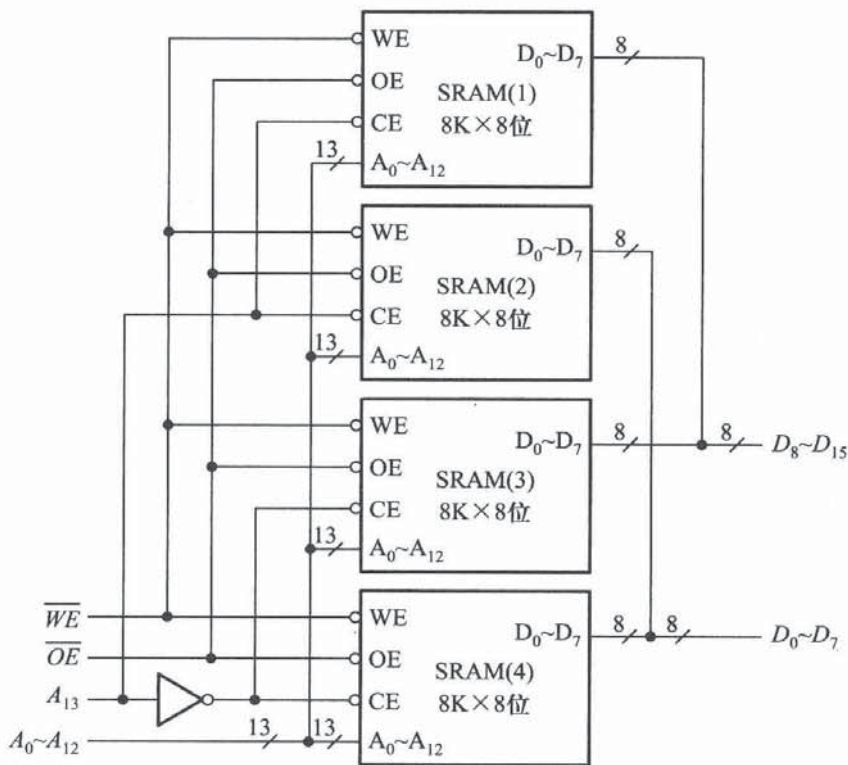 WE
D₀~D₇
8
OE
SRAM(1)
CE
8K×8位
13
A₀~A₁₂
WE
D₀~D₇
8
OE
SRAM(2)
CE
8K×8位
13
A₀~A₁₂
WE
D₀~D₇
8
8
D₈~D₁₅
OE
SRAM(3)
CE
8K×8位
13
A₀~A₁₂
W̅E̅
WE
D₀~D₇
8
8
D₀~D₇
O̅E̅
OE
SRAM(4)
A₁₃
CE
8K×8位
A₀~A₁₂
13
13
A₀~A₁₂